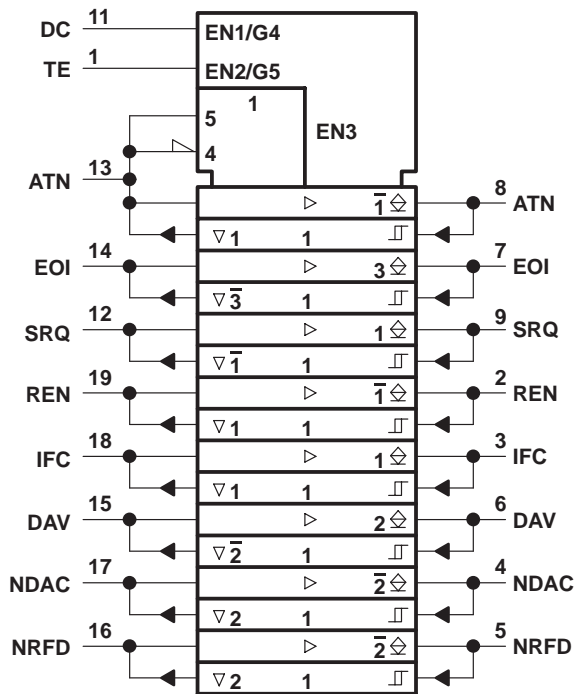 DC 11 EN1/G4
TE 1 EN2/G5
1
5
EN3
4
ATN 13
1̅ 8 ATN
1 1
EOI 14 3 7 EOI
3̅ 1
SRQ 12 1 9 SRQ
1̅ 1
REN 19 1̅ 2 REN
1 1
IFC 18 1 3 IFC
1 1
DAV 15 2 6 DAV
2̅ 1
NDAC 17 2̅ 4 NDAC
2 1
NRFD 16 2̅ 5 NRFD
2 1